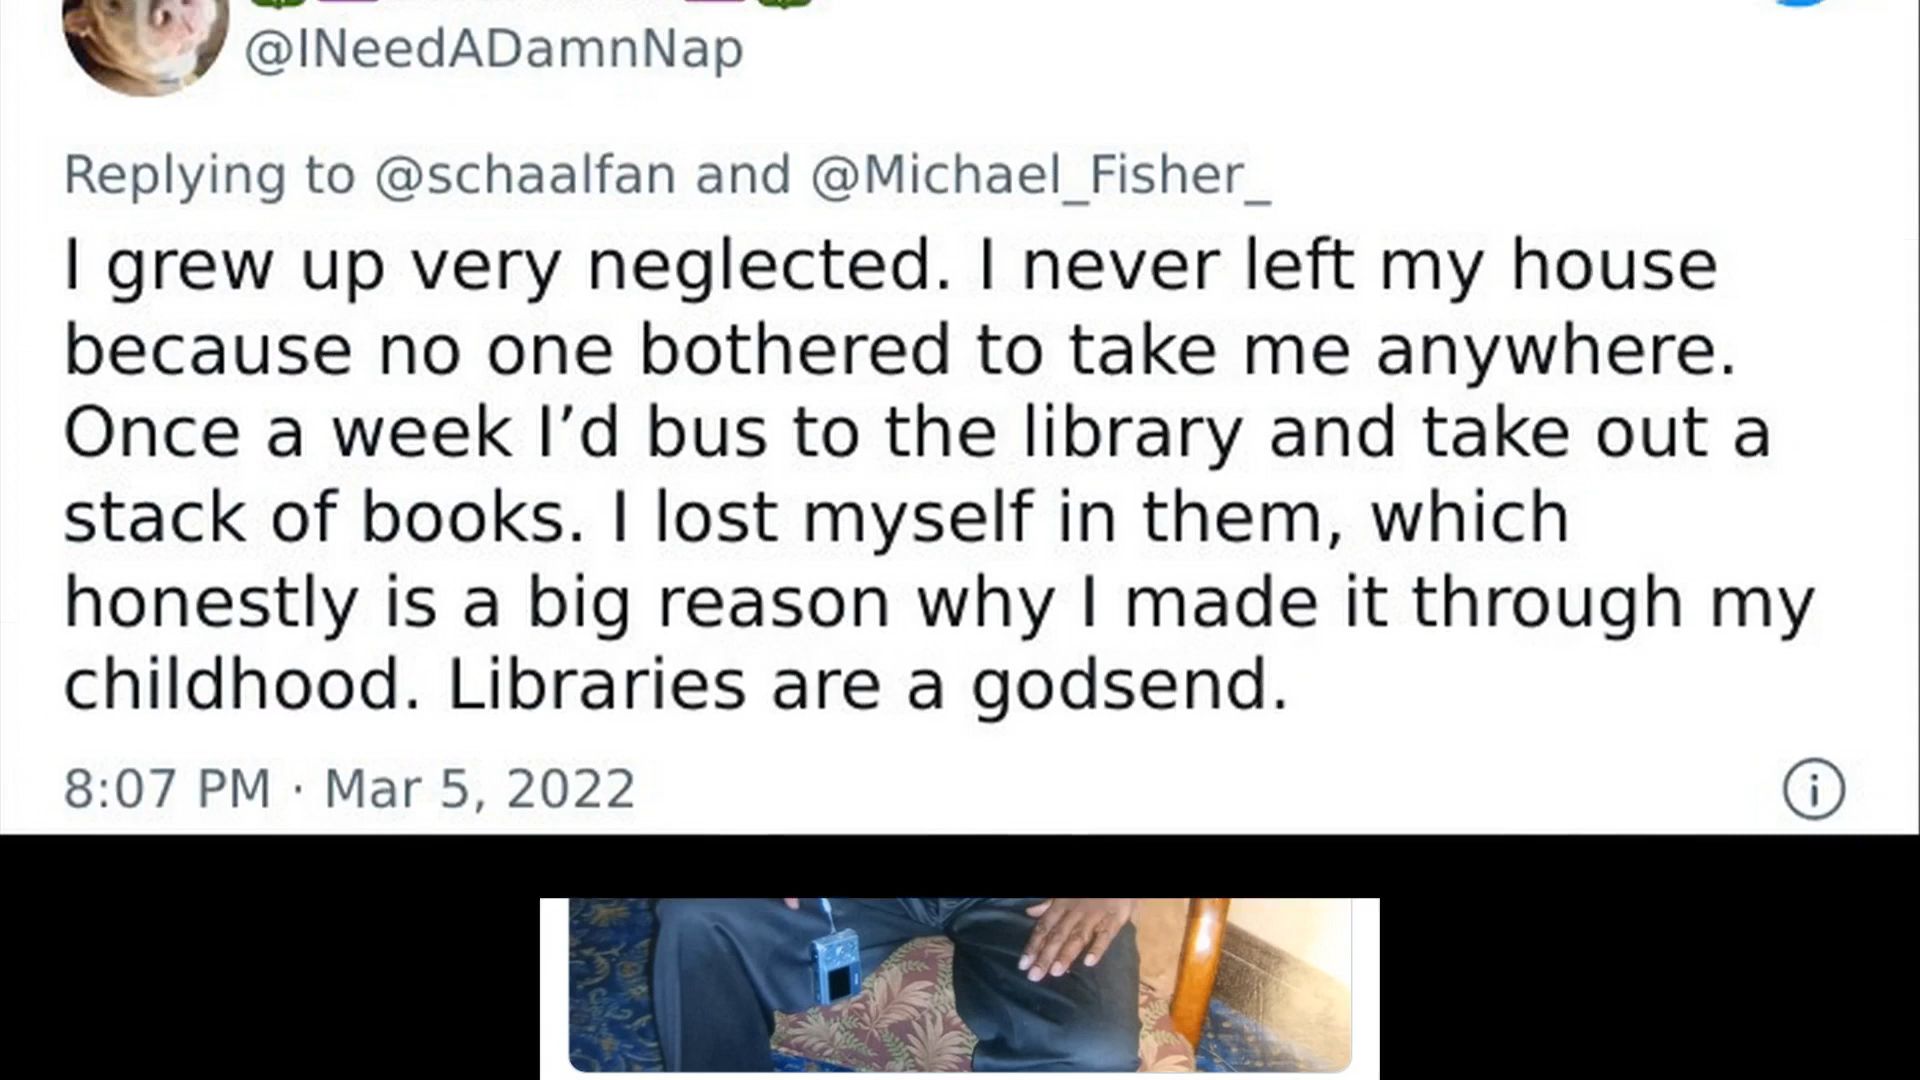 @INeedADamnNap
Replying to @schaalfan and @Michael_Fisher_
I grew up very neglected. I never left my house
because no one bothered to take me anywhere.
Once a week I’d bus to the library and take out a
stack of books. I lost myself in them, which
honestly is a big reason why I made it through my
childhood. Libraries are a godsend.
8:07 PM · Mar 5, 2022